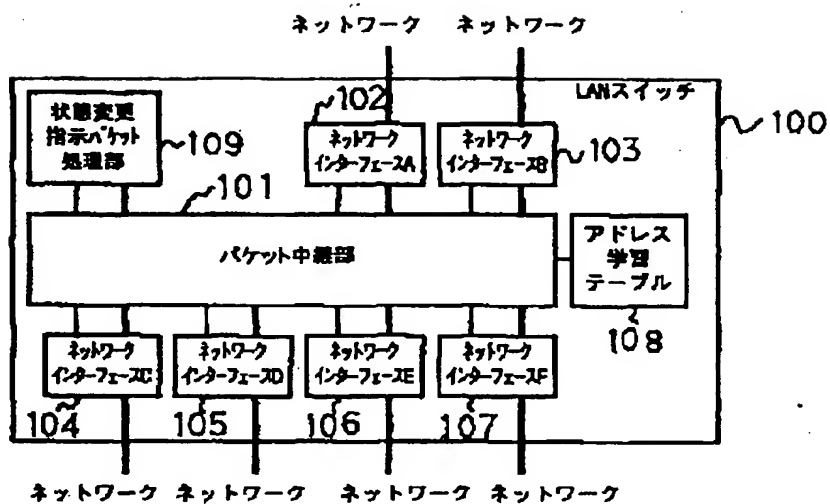 ネットワーク ネットワーク
LANスイッチ
100
状態変更
指示パケット
処理部
109
102
ネットワーク
インターフェースA
ネットワーク
インターフェースB
103
101
パケット中継部
アドレス
学習
テーブル
108
ネットワーク
インターフェースC
104
ネットワーク
インターフェースD
105
ネットワーク
インターフェースE
106
ネットワーク
インターフェースF
107
ネットワーク ネットワーク ネットワーク ネットワーク